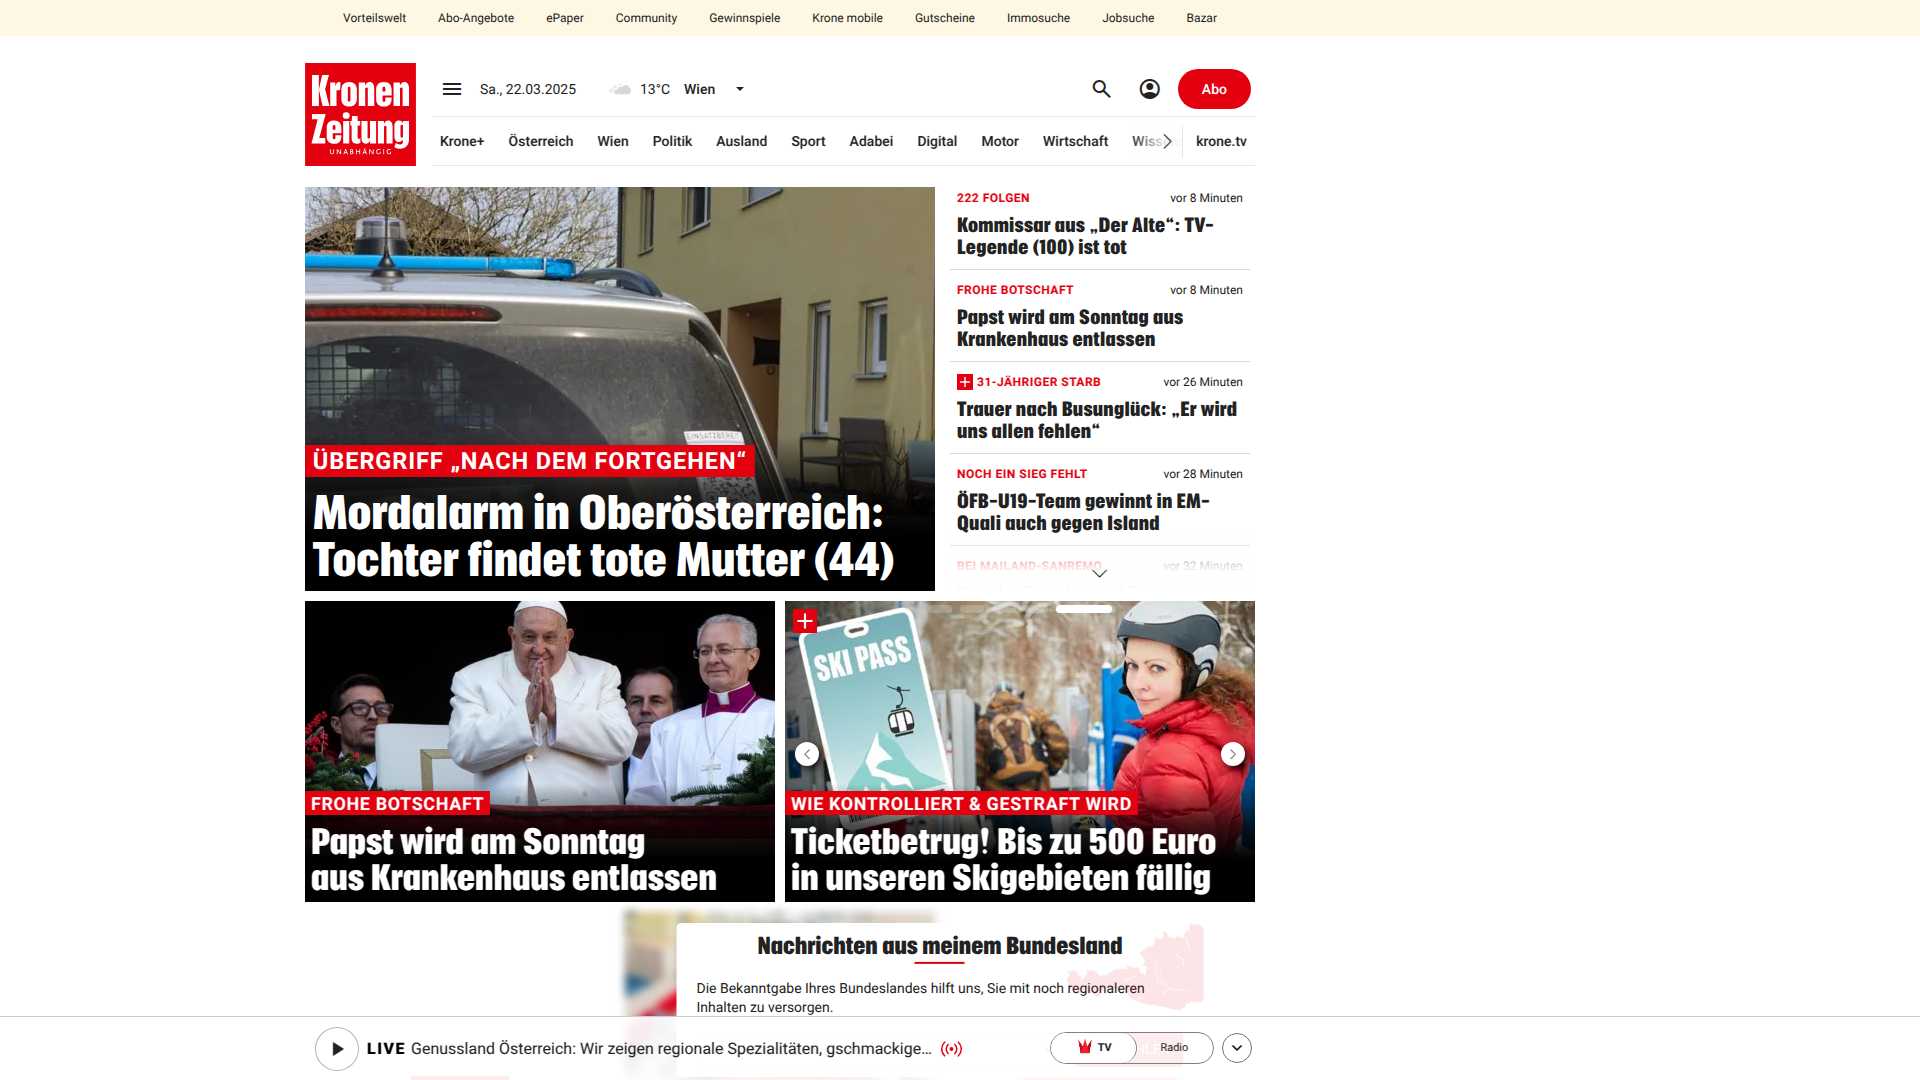 Vorteilswelt Abo-Angebote ePaper Community Gewinnspiele Krone mobile Gutscheine Immosuche Jobsuche Bazar
Kronen
Zeitung
UNABHÄNGIG
Sa., 22.03.2025 13°C Wien
Abo
Krone+ Österreich Wien Politik Ausland Sport Adabei Digital Motor Wirtschaft Wiss krone.tv
EINSATZBEREIT
ÜBERGRIFF „NACH DEM FORTGEHEN“
Mordalarm in Oberösterreich:
Tochter findet tote Mutter (44)
222 FOLGEN vor 8 Minuten
Kommissar aus „Der Alte“: TV-
Legende (100) ist tot
FROHE BOTSCHAFT vor 8 Minuten
Papst wird am Sonntag aus
Krankenhaus entlassen
31-JÄHRIGER STARB vor 26 Minuten
Trauer nach Busunglück: „Er wird
uns allen fehlen“
NOCH EIN SIEG FEHLT vor 28 Minuten
ÖFB-U19-Team gewinnt in EM-
Quali auch gegen Island
BEI MAILAND-SANREMO vor 32 Minuten
FROHE BOTSCHAFT
Papst wird am Sonntag
aus Krankenhaus entlassen
SKI PASS
WIE KONTROLLIERT & GESTRAFT WIRD
Ticketbetrug! Bis zu 500 Euro
in unseren Skigebieten fällig
Nachrichten aus meinem Bundesland
Die Bekanntgabe Ihres Bundeslandes hilft uns, Sie mit noch regionaleren
Inhalten zu versorgen.
LIVE Genussland Österreich: Wir zeigen regionale Spezialitäten, gschmackige...
TV Radio